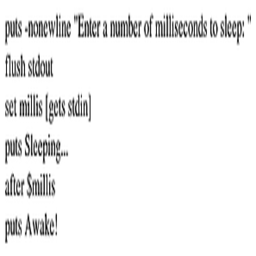 puts -nonewline "Enter a number of milliseconds to sleep: "
flush stdout
set millis [gets stdin]
puts Sleeping...
after $millis
puts Awake!